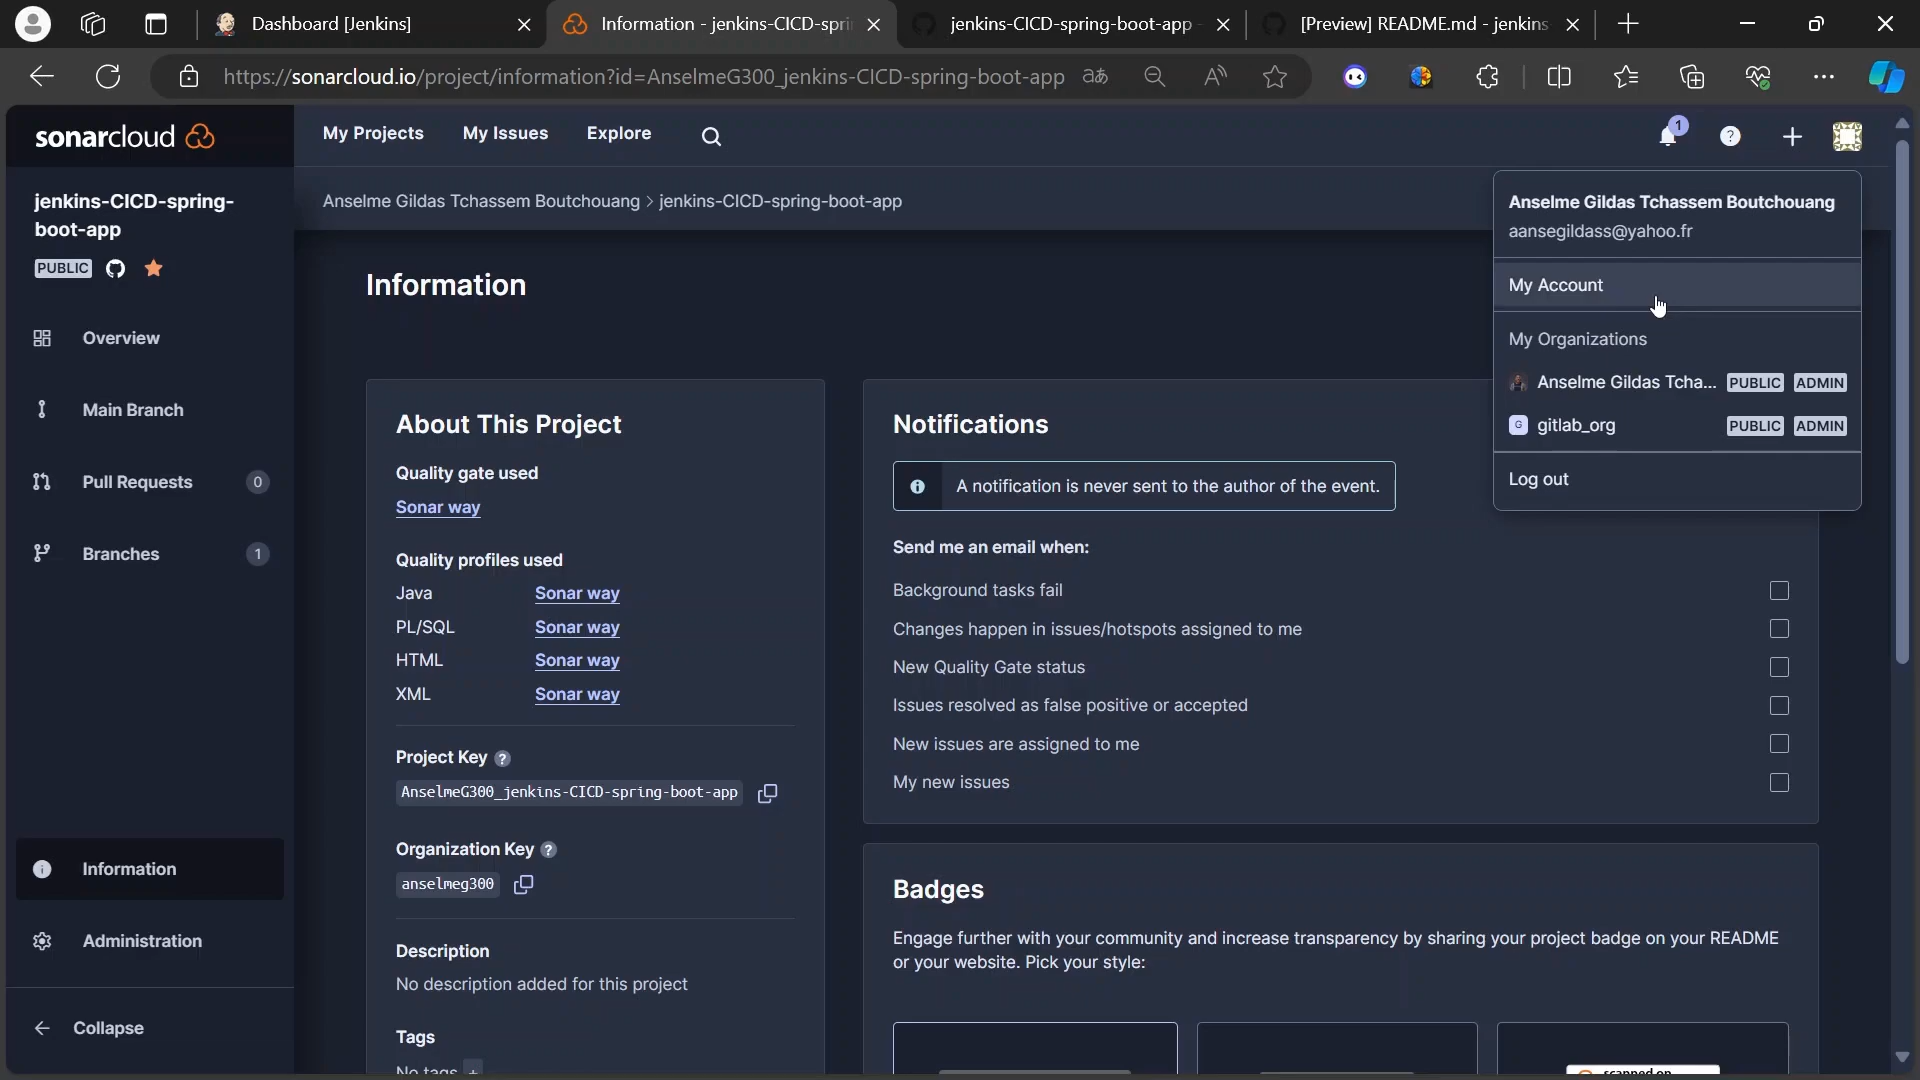 Dashboard [Jenkins]
Information - jenkins-CICD-spri
jenkins-CICD-spring-boot-app -
[Preview] README.md - jenkins
https://sonarcloud.io/project/information?id=AnselmeG300_jenkins-CICD-spring-boot-app
sonarcloud
My Projects
My Issues
Explore
1
jenkins-CICD-spring-
boot-app
PUBLIC
Anselme Gildas Tchassem Boutchouang > jenkins-CICD-spring-boot-app
Anselme Gildas Tchassem Boutchouang
aansegildass@yahoo.fr
My Account
My Organizations
Anselme Gildas Tcha... PUBLIC ADMIN
G gitlab_org PUBLIC ADMIN
Log out
Overview
Main Branch
Pull Requests 0
Branches 1
Information
Administration
Collapse
Information
About This Project
Quality gate used
Sonar way
Quality profiles used
Java Sonar way
PL/SQL Sonar way
HTML Sonar way
XML Sonar way
Project Key ?
AnselmeG300_jenkins-CICD-spring-boot-app
Organization Key ?
anselmeg300
Description
No description added for this project
Tags
No tags +
Notifications
A notification is never sent to the author of the event.
Send me an email when:
Background tasks fail
Changes happen in issues/hotspots assigned to me
New Quality Gate status
Issues resolved as false positive or accepted
New issues are assigned to me
My new issues
Badges
Engage further with your community and increase transparency by sharing your project badge on your README
or your website. Pick your style:
scanned on